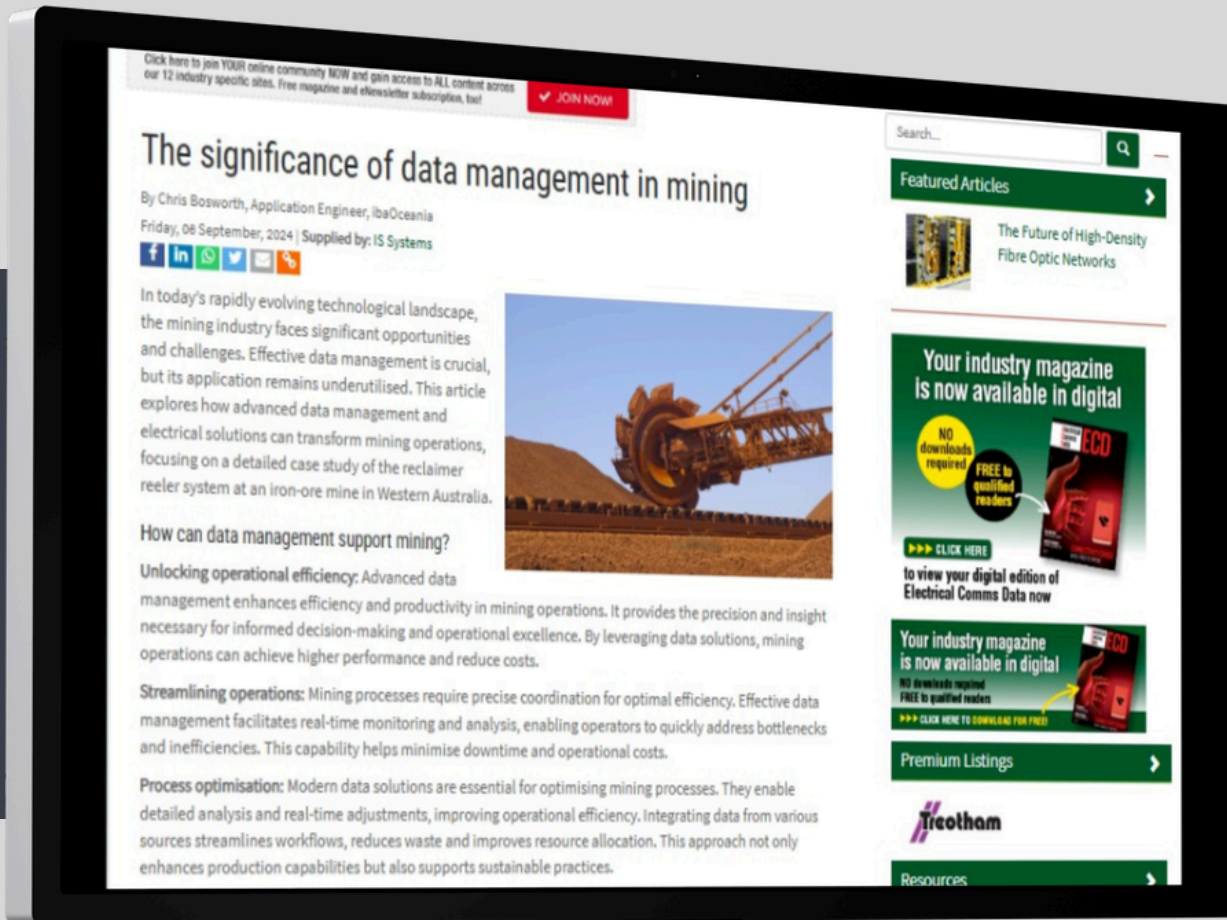 Click here to join YOUR online community NOW and gain access to ALL content across
our 12 industry specific sites. Free magazine and eNewsletter subscription, too!
JOIN NOW!
The significance of data management in mining
By Chris Bosworth, Application Engineer, ibaOceania
Friday, 06 September, 2024 | Supplied by: IS Systems
In today's rapidly evolving technological landscape,
the mining industry faces significant opportunities
and challenges. Effective data management is crucial,
but its application remains underutilised. This article
explores how advanced data management and
electrical solutions can transform mining operations,
focusing on a detailed case study of the reclaimer
reeler system at an iron-ore mine in Western Australia.
How can data management support mining?
Unlocking operational efficiency: Advanced data
management enhances efficiency and productivity in mining operations. It provides the precision and insight
necessary for informed decision-making and operational excellence. By leveraging data solutions, mining
operations can achieve higher performance and reduce costs.
Streamlining operations: Mining processes require precise coordination for optimal efficiency. Effective data
management facilitates real-time monitoring and analysis, enabling operators to quickly address bottlenecks
and inefficiencies. This capability helps minimise downtime and operational costs.
Process optimisation: Modern data solutions are essential for optimising mining processes. They enable
detailed analysis and real-time adjustments, improving operational efficiency. Integrating data from various
sources streamlines workflows, reduces waste and improves resource allocation. This approach not only
enhances production capabilities but also supports sustainable practices.
Search...
Featured Articles
The Future of High-Density
Fibre Optic Networks
Your industry magazine
is now available in digital
NO
downloads
required
FREE to
qualified
readers
ECD
CLICK HERE
to view your digital edition of
Electrical Comms Data now
Your industry magazine
is now available in digital
NO downloads required
FREE to qualified readers
CLICK HERE TO DOWNLOAD FOR FREE!
ECD
Premium Listings
Treotham
Resources